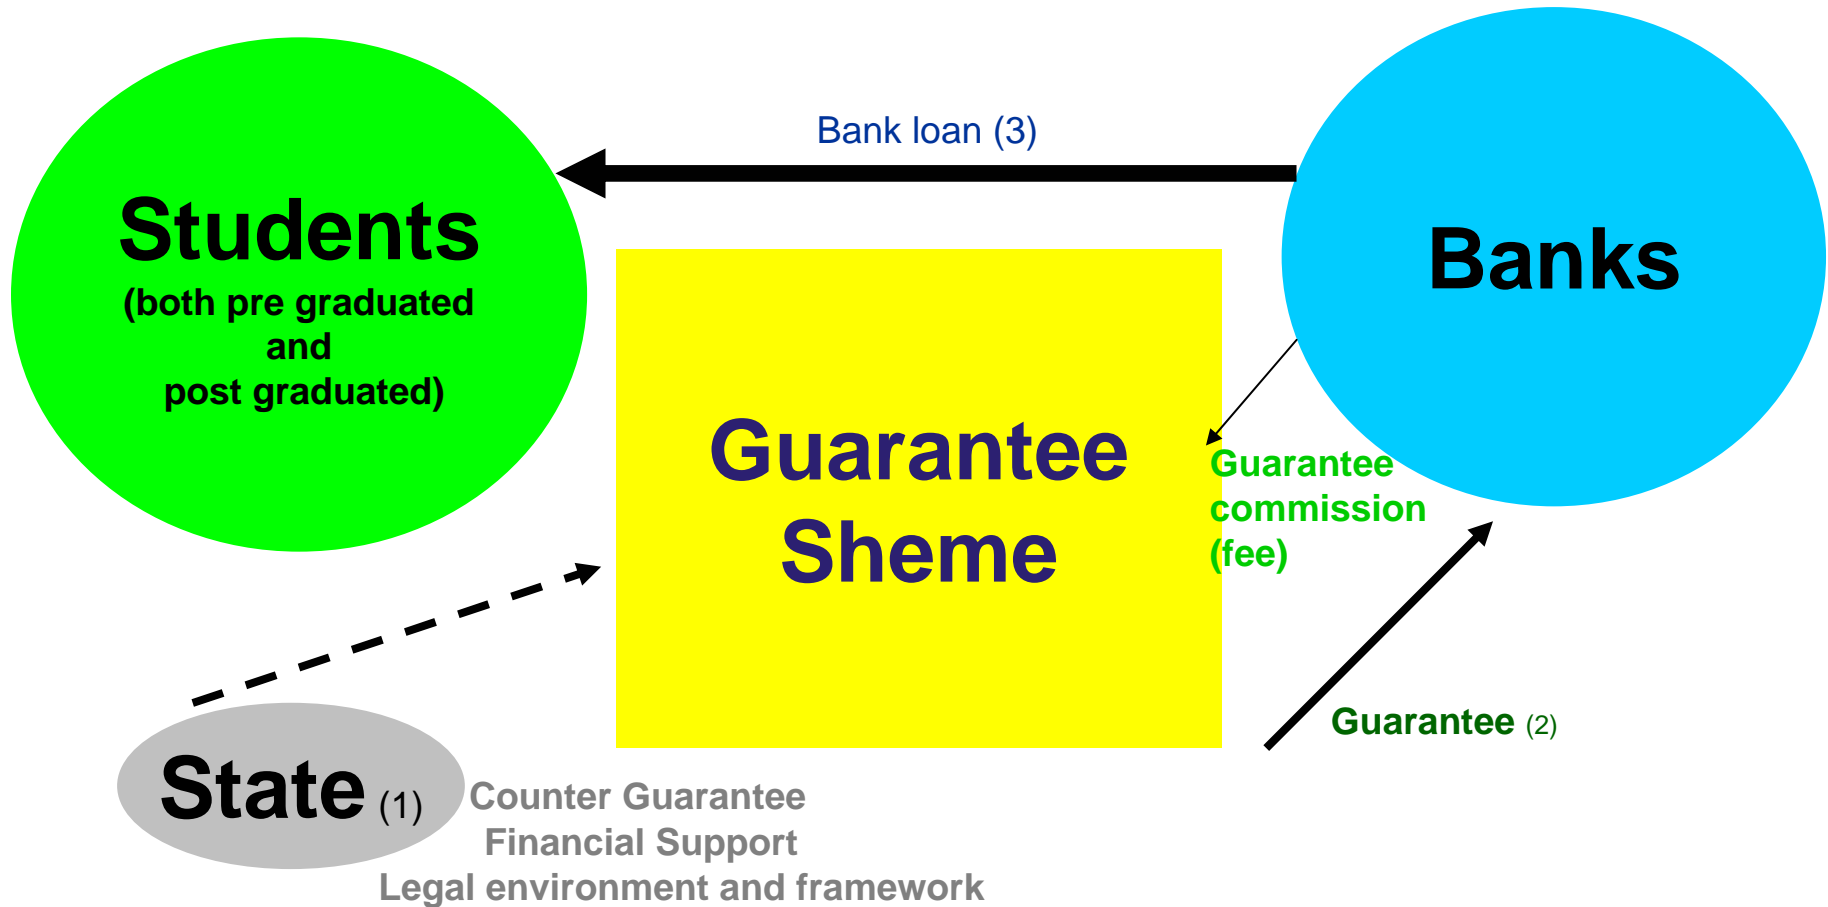 Bank loan (3)
Students
(both pre graduated
and
post graduated)
Banks
Guarantee
Sheme
Guarantee
commission
(fee)
Guarantee (2)
State (1)
Counter Guarantee
Financial Support
Legal environment and framework